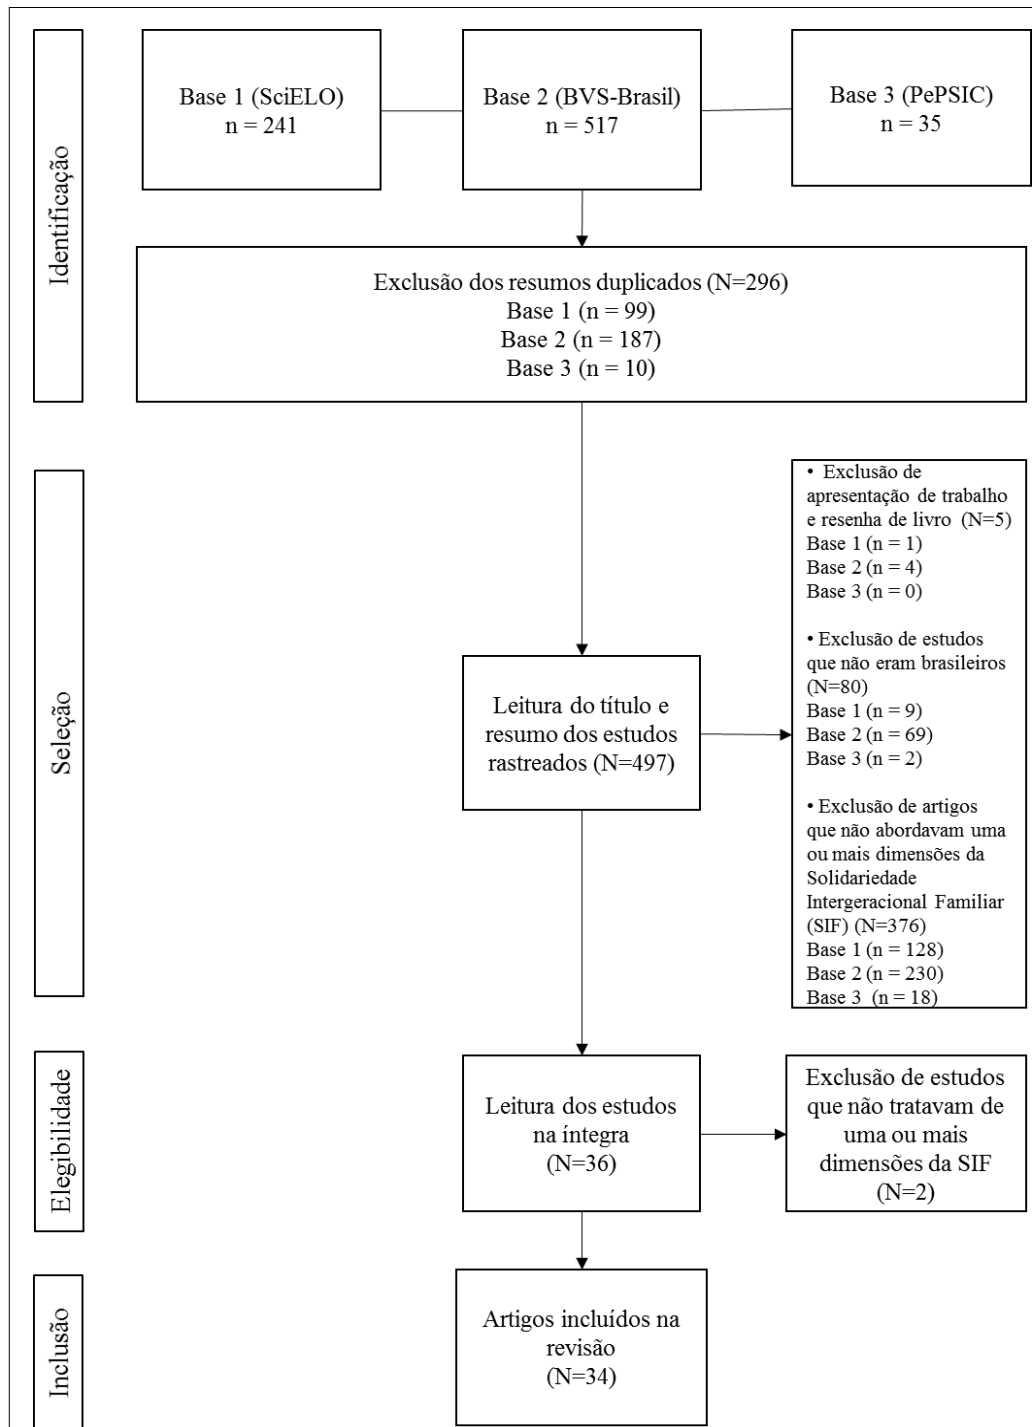 Identificação
Base 1 (SciELO)
n = 241
Base 2 (BVS-Brasil)
n = 517
Base 3 (PePSIC)
n = 35
Exclusão dos resumos duplicados (N=296)
Base 1 (n = 99)
Base 2 (n = 187)
Base 3 (n = 10)
Seleção
Leitura do título e
resumo dos estudos
rastreados (N=497)
• Exclusão de
apresentação de trabalho
e resenha de livro (N=5)
Base 1 (n = 1)
Base 2 (n = 4)
Base 3 (n = 0)
• Exclusão de estudos
que não eram brasileiros
(N=80)
Base 1 (n = 9)
Base 2 (n = 69)
Base 3 (n = 2)
• Exclusão de artigos
que não abordavam uma
ou mais dimensões da
Solidariedade
Intergeracional Familiar
(SIF) (N=376)
Base 1 (n = 128)
Base 2 (n = 230)
Base 3 (n = 18)
Elegibilidade
Leitura dos estudos
na íntegra
(N=36)
Exclusão de estudos
que não tratavam de
uma ou mais
dimensões da SIF
(N=2)
Inclusão
Artigos incluídos na
revisão
(N=34)